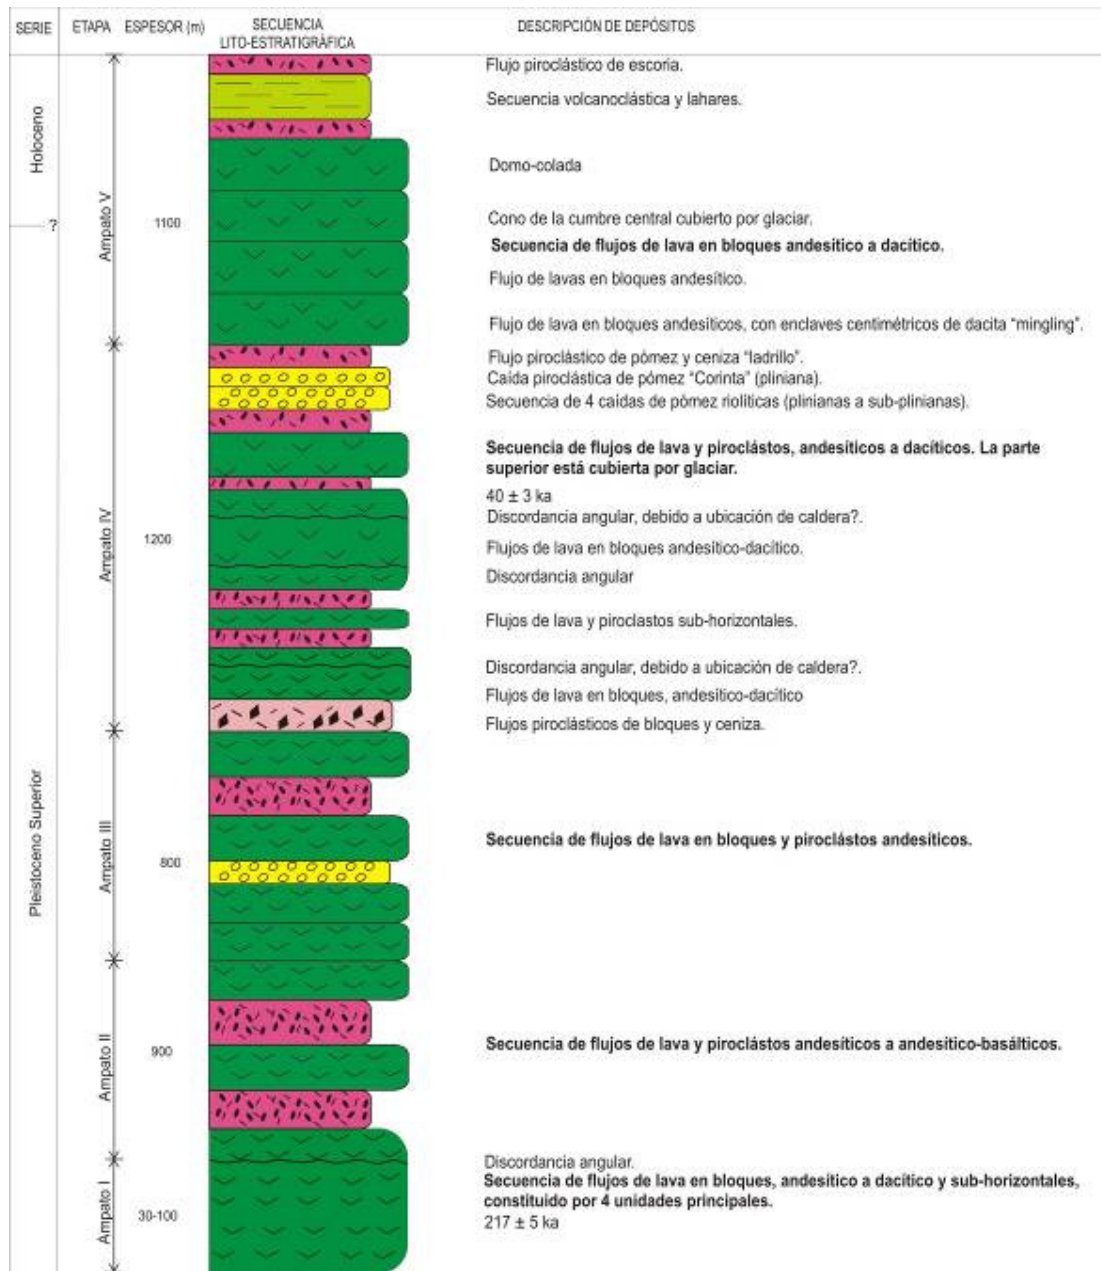 SERIE
ETAPA
ESPESOR (m)
SECUENCIA
LITO-ESTRATIGRÁFICA
DESCRIPCIÓN DE DEPÓSITOS
Holoceno
?
Pleistoceno Superior
Ampato V
1100
Ampato IV
1200
Ampato III
800
Ampato II
900
Ampato I
30-100
Flujo piroclástico de escoria.
Secuencia volcanoclástica y lahares.
Domo-colada
Cono de la cumbre central cubierto por glaciar.
Secuencia de flujos de lava en bloques andesítico a dacítico.
Flujo de lavas en bloques andesítico.
Flujo de lava en bloques andesíticos, con enclaves centimétricos de dacita “mingling”.
Flujo piroclástico de pómez y ceniza “ladrillo”.
Caída piroclástica de pómez “Corinta” (pliniana).
Secuencia de 4 caídas de pómez riolíticas (plinianas a sub-plinianas).
Secuencia de flujos de lava y piroclástos, andesíticos a dacíticos. La parte
superior está cubierta por glaciar.
40 ± 3 ka
Discordancia angular, debido a ubicación de caldera?.
Flujos de lava en bloques andesítico-dacítico.
Discordancia angular
Flujos de lava y piroclastos sub-horizontales.
Discordancia angular, debido a ubicación de caldera?.
Flujos de lava en bloques, andesítico-dacítico
Flujos piroclásticos de bloques y ceniza.
Secuencia de flujos de lava en bloques y piroclástos andesíticos.
Secuencia de flujos de lava y piroclástos andesíticos a andesítico-basálticos.
Discordancia angular.
Secuencia de flujos de lava en bloques, andesítico a dacítico y sub-horizontales,
constituido por 4 unidades principales.
217 ± 5 ka